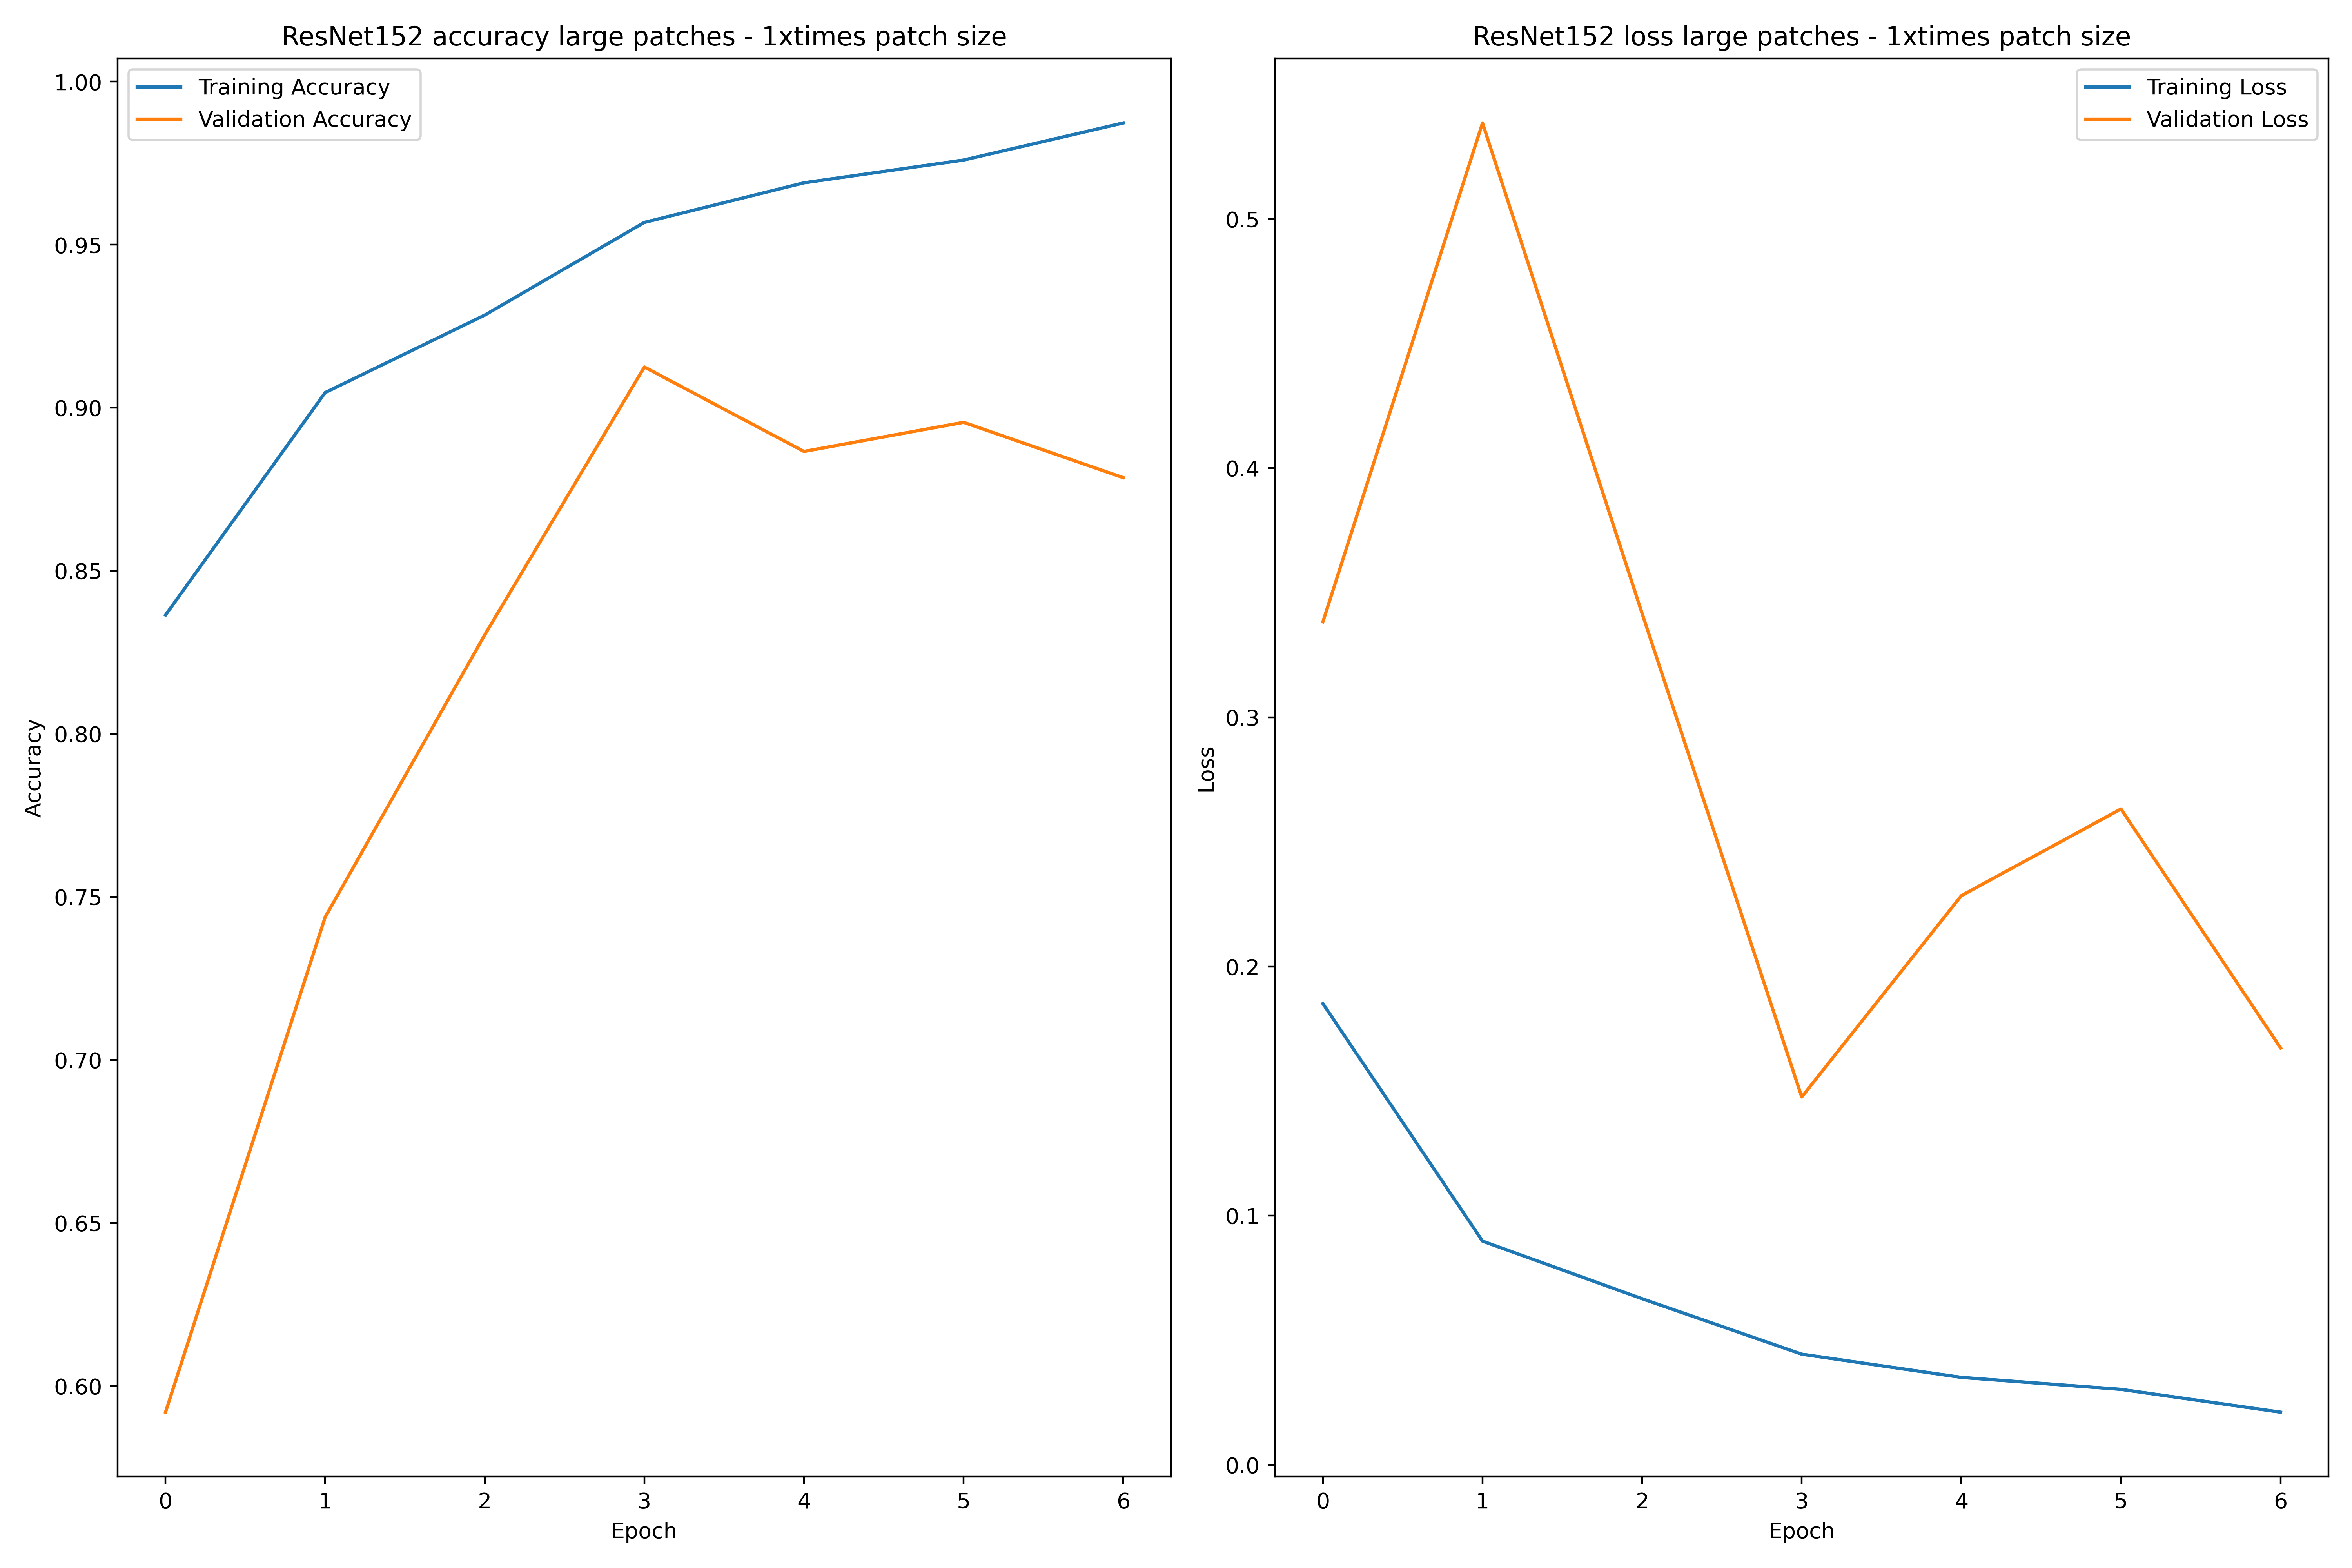 ResNet152 accuracy large patches - 1xtimes patch size
Training Accuracy
Validation Accuracy
1.00
0.95
0.90
0.85
0.80
0.75
0.70
0.65
0.60
Accuracy
0 1 2 3 4 5 6
Epoch
ResNet152 loss large patches - 1xtimes patch size
Training Loss
Validation Loss
0.5
0.4
0.3
0.2
0.1
0.0
Loss
0 1 2 3 4 5 6
Epoch